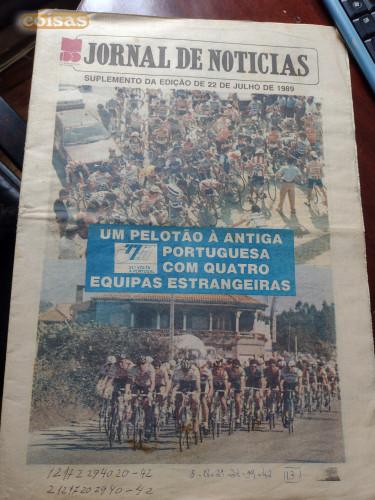 coisas
JORNAL DE NOTICIAS
SUPLEMENTO DA EDIÇÃO DE 22 DE JULHO DE 1989
UM PELOTÃO À ANTIGA
PORTUGUESA
COM QUATRO
EQUIPAS ESTRANGEIRAS
13